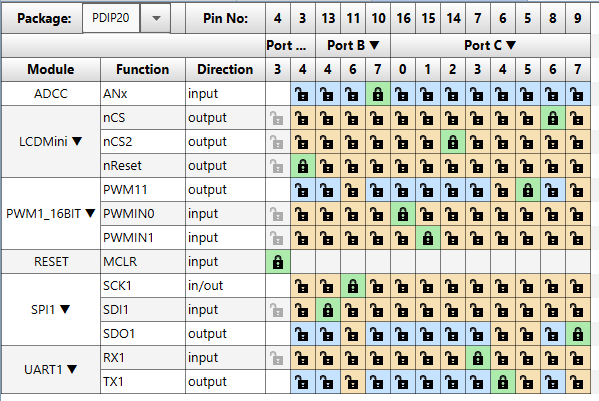 Package: PDIP20 Pin No: 4 3 13 11 10 16 15 14 7 6 5 8 9
Port ... Port B ▼ Port C ▼
Module Function Direction 3 4 4 6 7 0 1 2 3 4 5 6 7
ADCC ANx input
LCDMini ▼ nCS output
nCS2 output
nReset output
PWM1_16BIT ▼ PWM11 output
PWMIN0 input
PWMIN1 input
RESET MCLR input
SPI1 ▼ SCK1 in/out
SDI1 input
SDO1 output
UART1 ▼ RX1 input
TX1 output